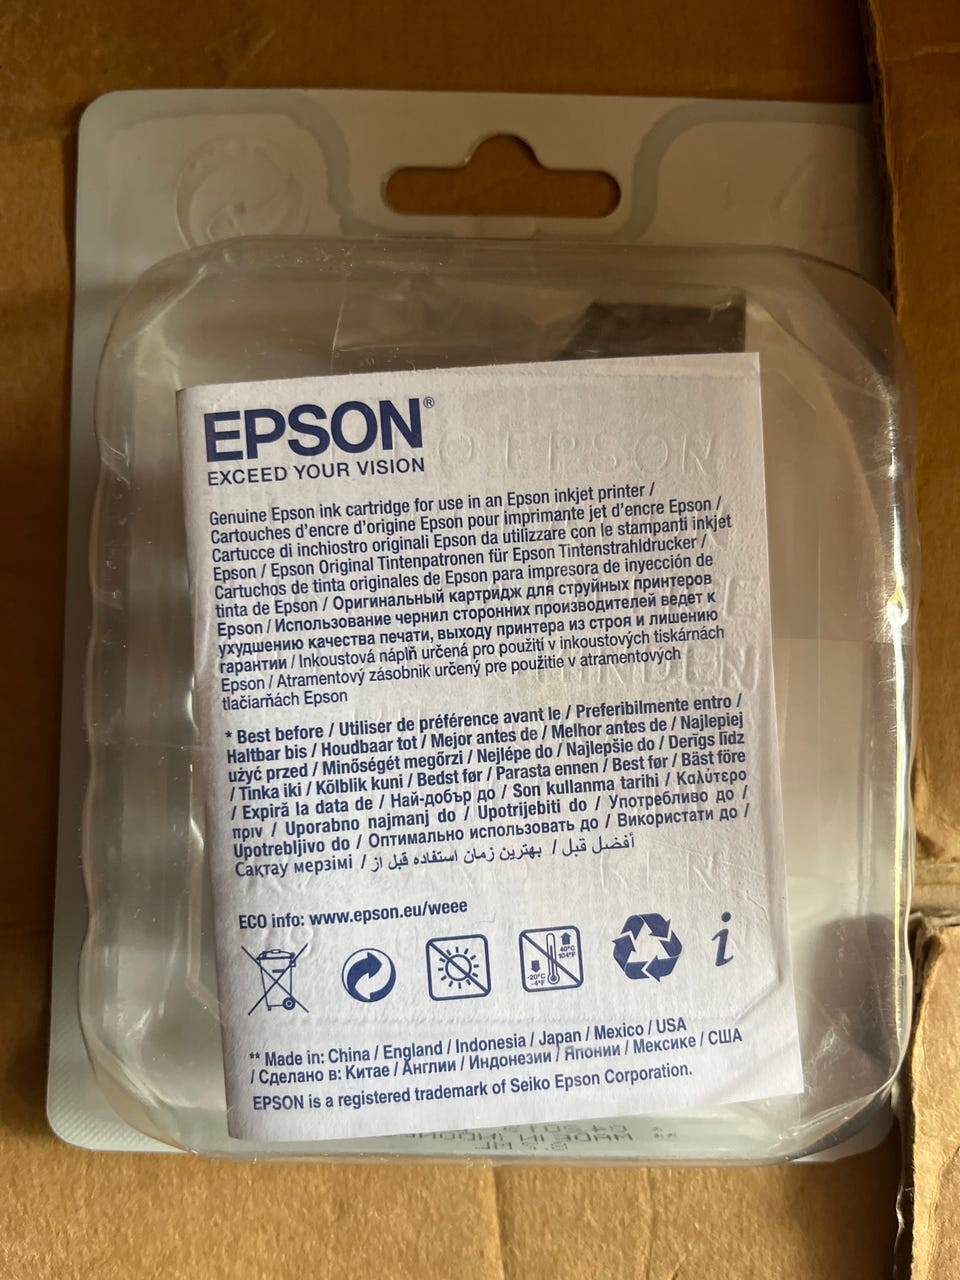 EPSON®
EXCEED YOUR VISION
EPSON
Genuine Epson ink cartridge for use in an Epson inkjet printer /
Cartouches d'encre d'origine Epson pour imprimante jet d'encre Epson /
Cartucce di inchiostro originali Epson da utilizzare con le stampanti inkjet
Epson / Epson Original Tintenpatronen für Epson Tintenstrahldrucker /
Cartuchos de tinta originales de Epson para impresora de inyección de
tinta de Epson / Оригинальный картридж для струйных принтеров
Epson / Использование чернил сторонних производителей ведет к
ухудшению качества печати, выходу принтера из строя и лишению
гарантии / Inkoustová náplň určená pro použití v inkoustových tiskárnách
Epson / Atramentový zásobnik určený pre použitie v atramentových
tlačiarňách Epson
* Best before / Utiliser de préférence avant le / Preferibilmente entro /
Haltbar bis / Houdbaar tot / Mejor antes de / Melhor antes de / Najlepiej
użyć przed / Minőségét megőrzi / Nejlépe do / Najlepšie do / Derīgs līdz
/ Tinka iki / Kõlblik kuni / Bedst før / Parasta ennen / Best før / Bäst före
/ Expiră la data de / Най-добър до / Son kullanma tarihi / Καλύτερο
πριν / Uporabno najmanj do / Upotrijebiti do / Употребливо до /
Upotrebljivo do / Оптимально использовать до / Використати до /
Сақтау мерзімі / أفضل قبل / بهترین زمان استفاده قبل از
ECO info: www.epson.eu/weee
-20°C
-4°F
40°C
104°F
i
** Made in: China / England / Indonesia / Japan / Mexico / USA
/ Сделано в: Китае / Англии / Индонезии / Японии / Мексике / США
EPSON is a registered trademark of Seiko Epson Corporation.